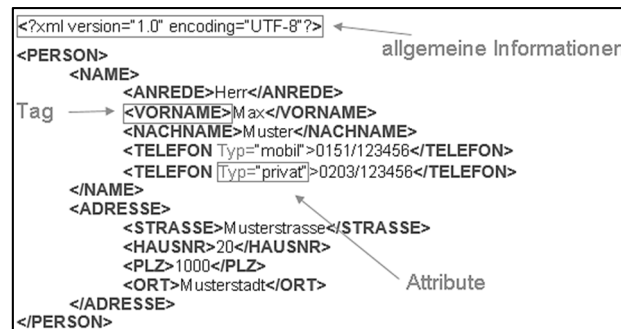 <?xml version="1.0" encoding="UTF-8"?>
allgemeine Informationen
<PERSON>
<NAME>
<ANREDE>Herr</ANREDE>
Tag
<VORNAME>Max</VORNAME>
<NACHNAME>Muster</NACHNAME>
<TELEFON Typ="mobil">0151/123456</TELEFON>
<TELEFON Typ="privat">0203/123456</TELEFON>
</NAME>
<ADRESSE>
<STRASSE>Musterstrasse</STRASSE>
<HAUSNR>20</HAUSNR>
<PLZ>1000</PLZ>
Attribute
<ORT>Musterstadt</ORT>
</ADRESSE>
</PERSON>